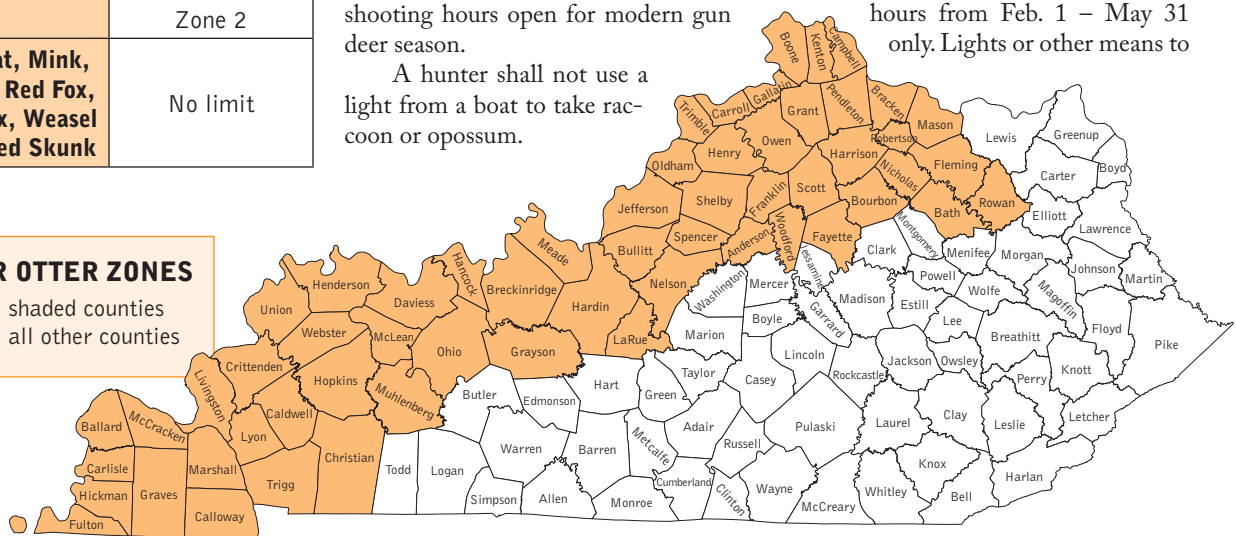 Zone 2
at, Mink,
Red Fox,
x, Weasel
ed Skunk
No limit
shooting hours open for modern gun
deer season.
A hunter shall not use a
light from a boat to take rac-
coon or opossum.
hours from Feb. 1 – May 31
only. Lights or other means to
R OTTER ZONES
shaded counties
all other counties
Boone
Kenton
Campbell
Trimble
Carroll
Gallatin
Grant
Pendleton
Bracken
Mason
Robertson
Lewis
Greenup
Boyd
Carter
Oldham
Henry
Owen
Harrison
Nicholas
Fleming
Rowan
Elliott
Lawrence
Jefferson
Shelby
Franklin
Scott
Bourbon
Bath
Montgomery
Menifee
Morgan
Johnson
Martin
Meade
Bullitt
Spencer
Anderson
Woodford
Fayette
Clark
Powell
Wolfe
Magoffin
Floyd
Pike
Hancock
Breckinridge
Hardin
Nelson
Washington
Mercer
essamine
Madison
Estill
Lee
Breathitt
Knott
Henderson
Union
Daviess
Webster
McLean
Ohio
Grayson
LaRue
Marion
Boyle
Garrard
Lincoln
Rockcastle
Jackson
Owsley
Perry
Letcher
Crittenden
Livingston
Hopkins
Muhlenberg
Butler
Edmonson
Hart
Green
Taylor
Casey
Pulaski
Laurel
Clay
Leslie
Harlan
Caldwell
Lyon
Christian
Todd
Logan
Warren
Barren
Metcalfe
Adair
Russell
Knox
Bell
Whitley
McCreary
Wayne
Clinton
Cumberland
Monroe
Allen
Simpson
Trigg
Ballard
McCracken
Marshall
Carlisle
Graves
Hickman
Calloway
Fulton